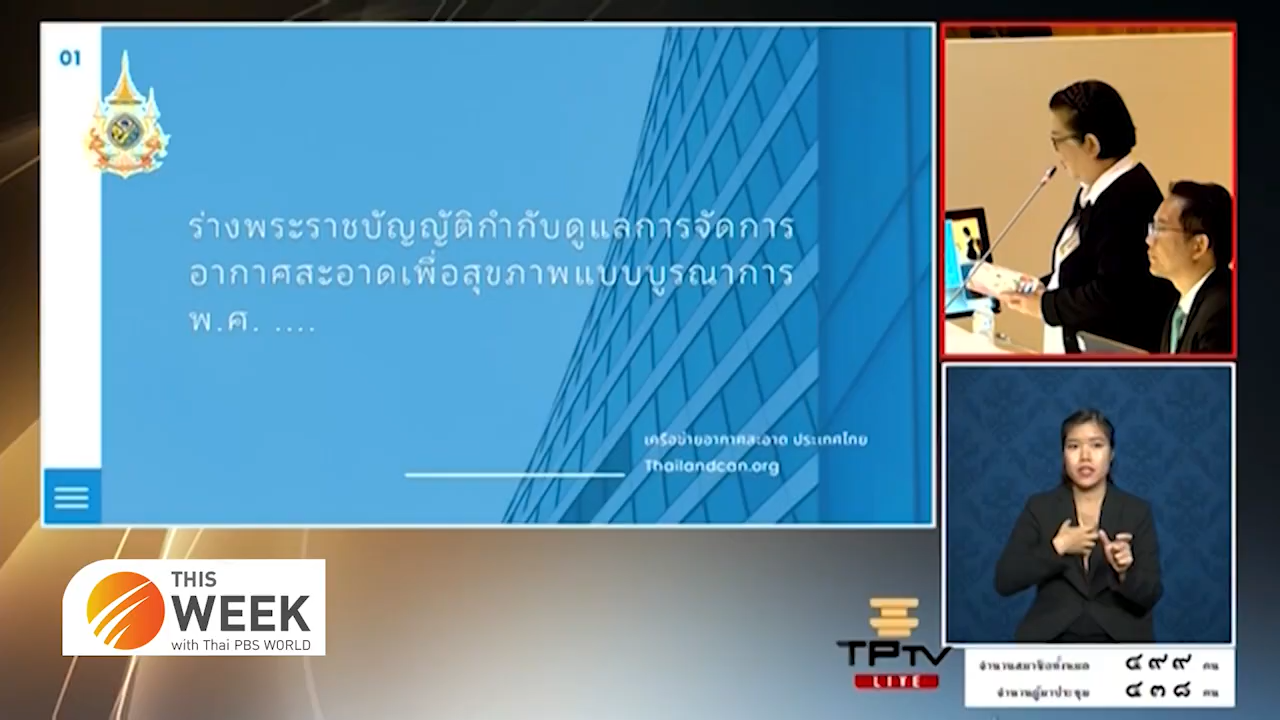 01
ร่างพระราชบัญญัติกำกับดูแลการจัดการ
อากาศสะอาดเพื่อสุขภาพแบบบูรณาการ
พ.ศ. ....
เครือข่ายอากาศสะอาด ประเทศไทย
Thailandcan.org
THIS
WEEK
with Thai PBS WORLD
TPTV
LIVE
จำนวนสมาชิกทั้งหมด ๔๙๙ คน
จำนวนผู้มาประชุม ๔๓๘ คน